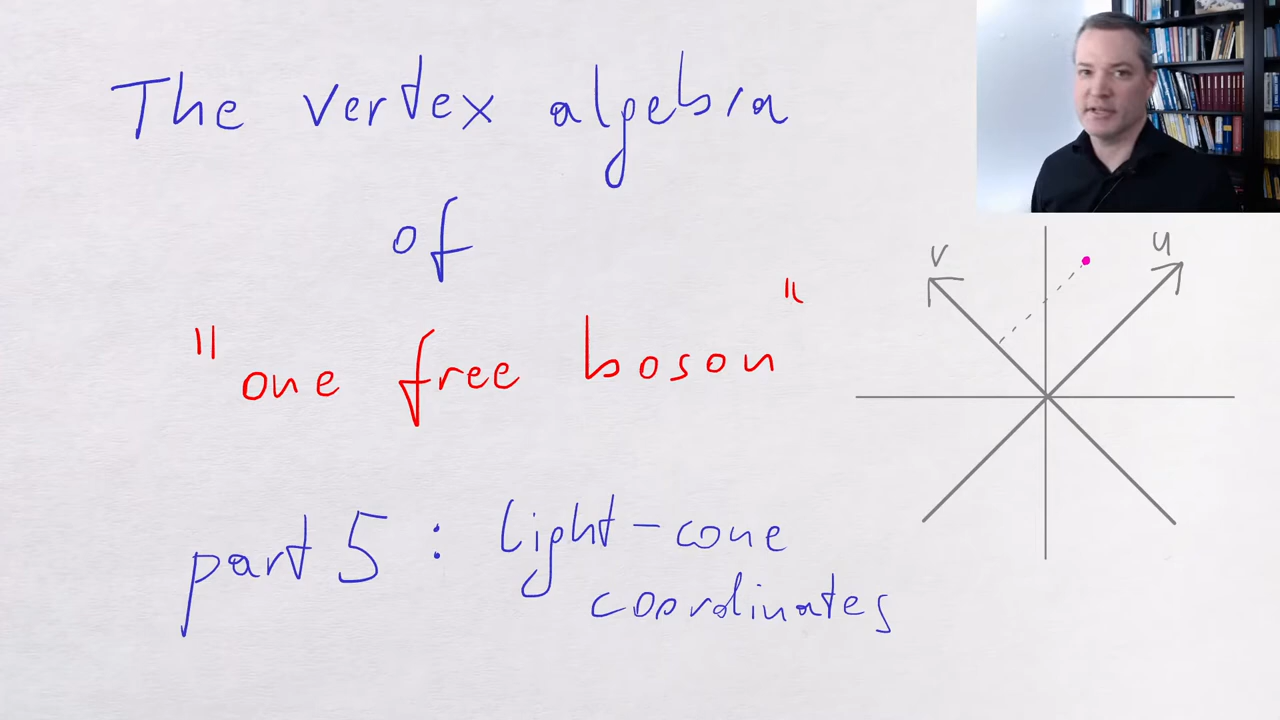 The vertex algebra
of
"one free boson"
part 5: light-cone
coordinates
v
u